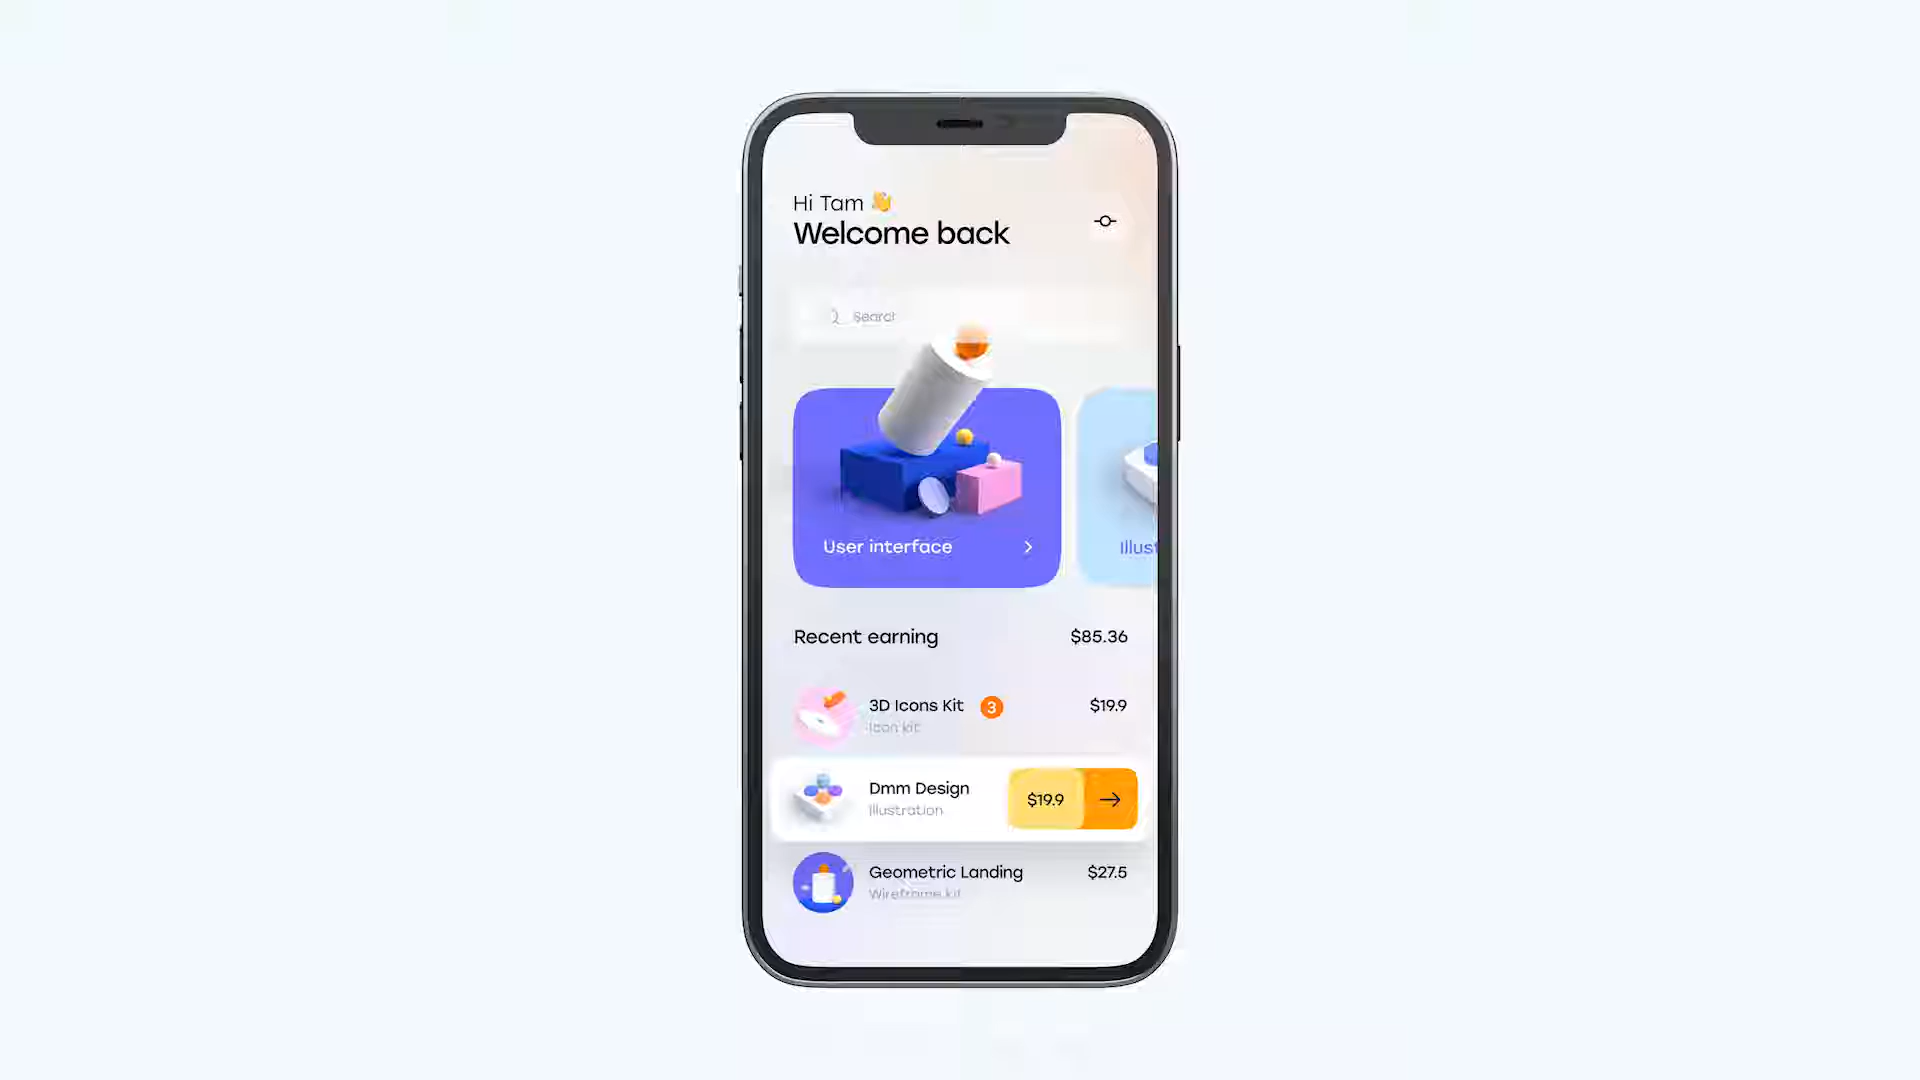 Hi Tam 👋
Welcome back
Search
User interface
Illust
Recent earning $85.36
3D Icons Kit 3 $19.9
Icon kit
Dmm Design $19.9
Illustration
Geometric Landing $27.5
Wireframe kit